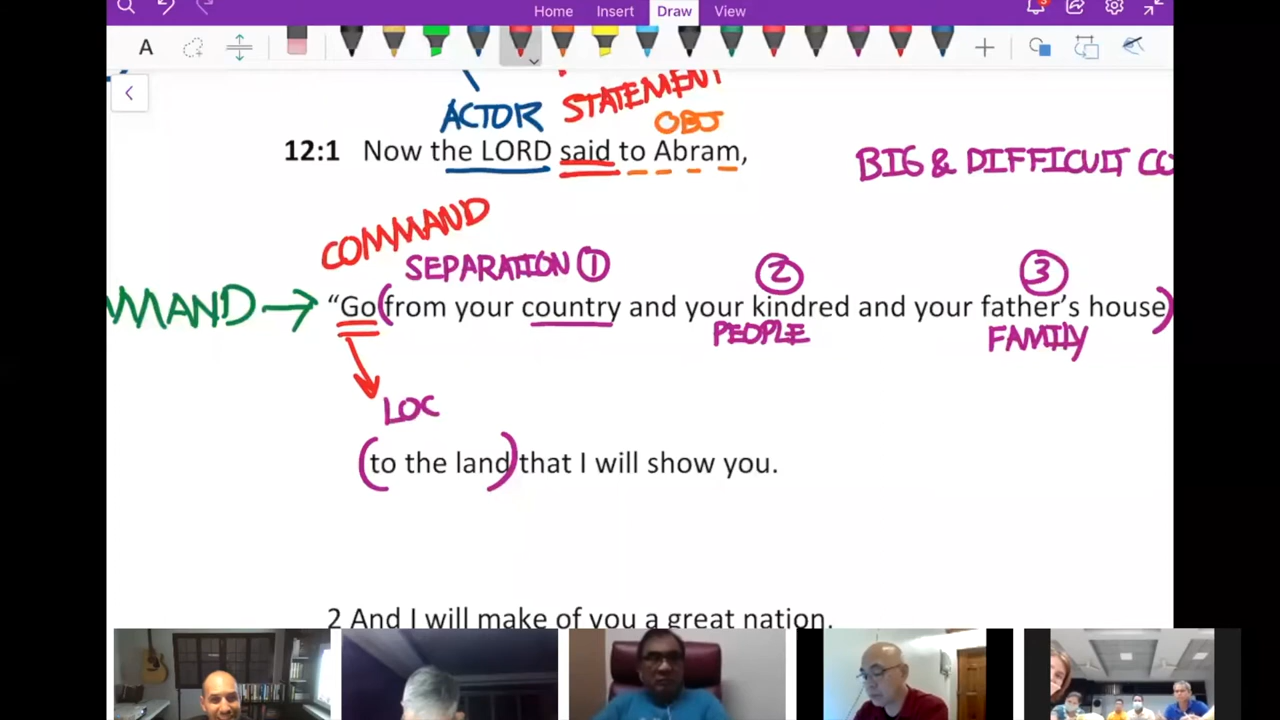 Home Insert Draw View
A
STATEMENT
ACTOR
OBJ
12:1 Now the LORD said to Abram,
BIG & DIFFICULT CO
COMMAND
SEPARATION ① ② ③
MMAND → “Go (from your country and your kindred and your father’s house)
PEOPLE FAMILY
LOC
(to the land) that I will show you.
2 And I will make of you a great nation,